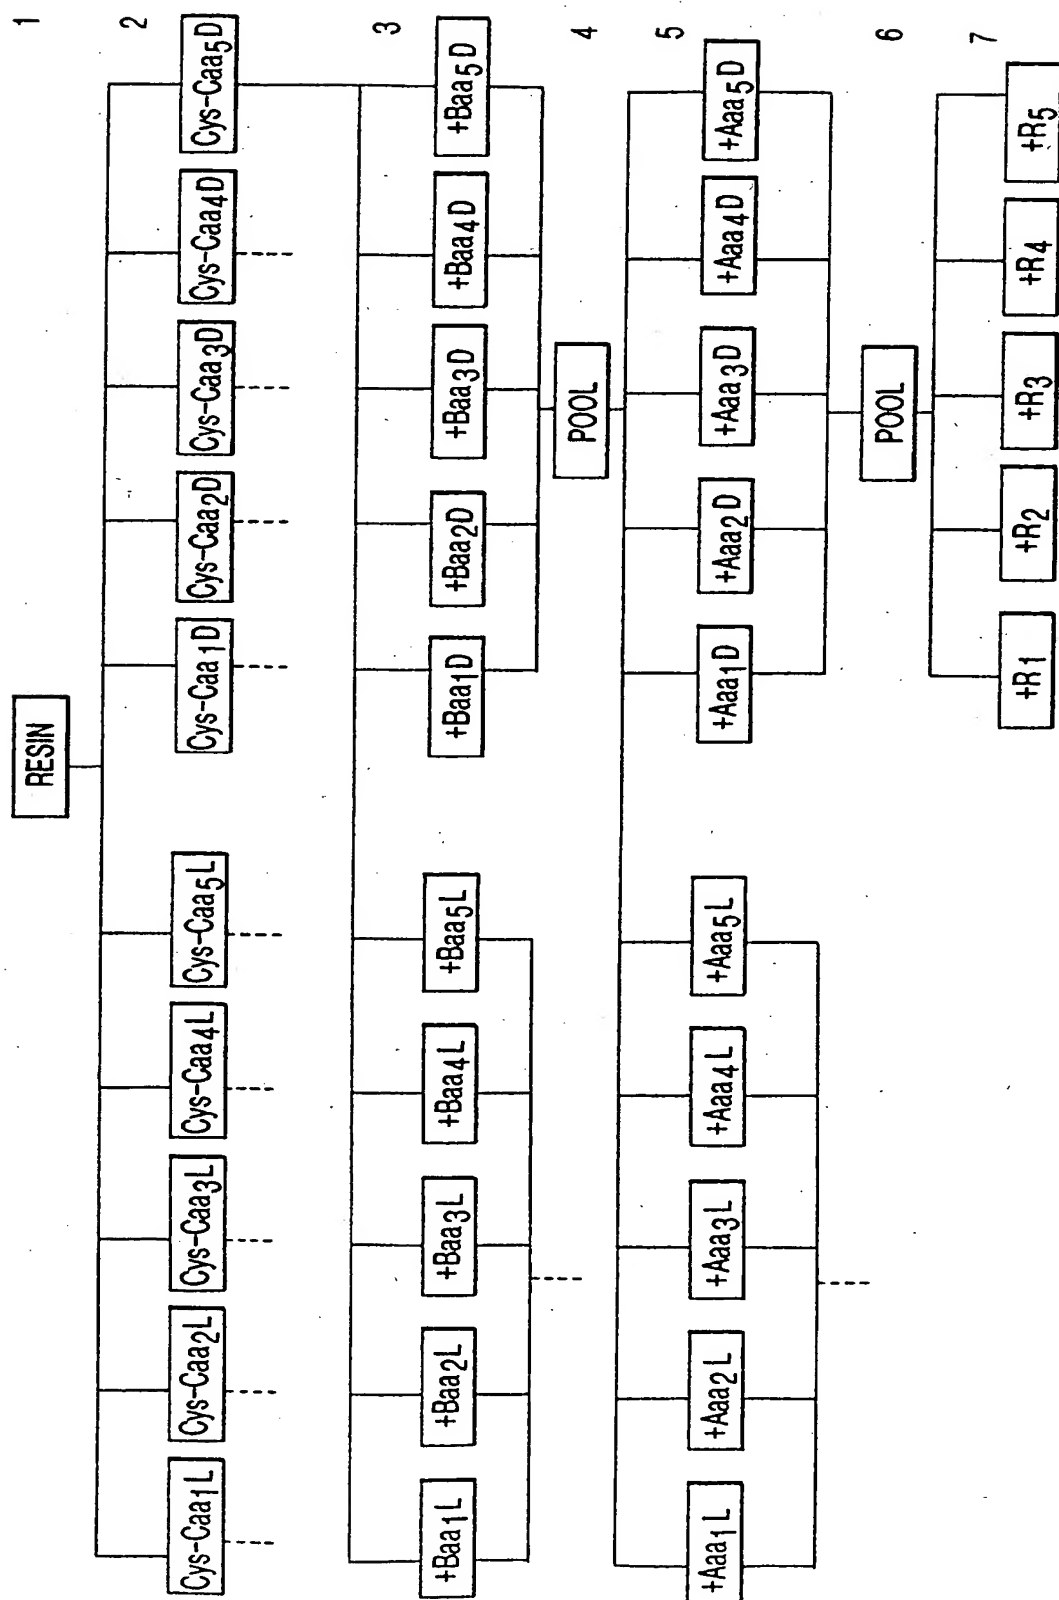 1
RESIN
2
Cys-Caa1L Cys-Caa2L Cys-Caa3L Cys-Caa4L Cys-Caa5L Cys-Caa1D Cys-Caa2D Cys-Caa3D Cys-Caa4D Cys-Caa5D
3
+Baa1L +Baa2L +Baa3L +Baa4L +Baa5L +Baa1D +Baa2D +Baa3D +Baa4D +Baa5D
4
POOL
5
+Aaa1L +Aaa2L +Aaa3L +Aaa4L +Aaa5L +Aaa1D +Aaa2D +Aaa3D +Aaa4D +Aaa5D
6
POOL
7
+R1 +R2 +R3 +R4 +R5